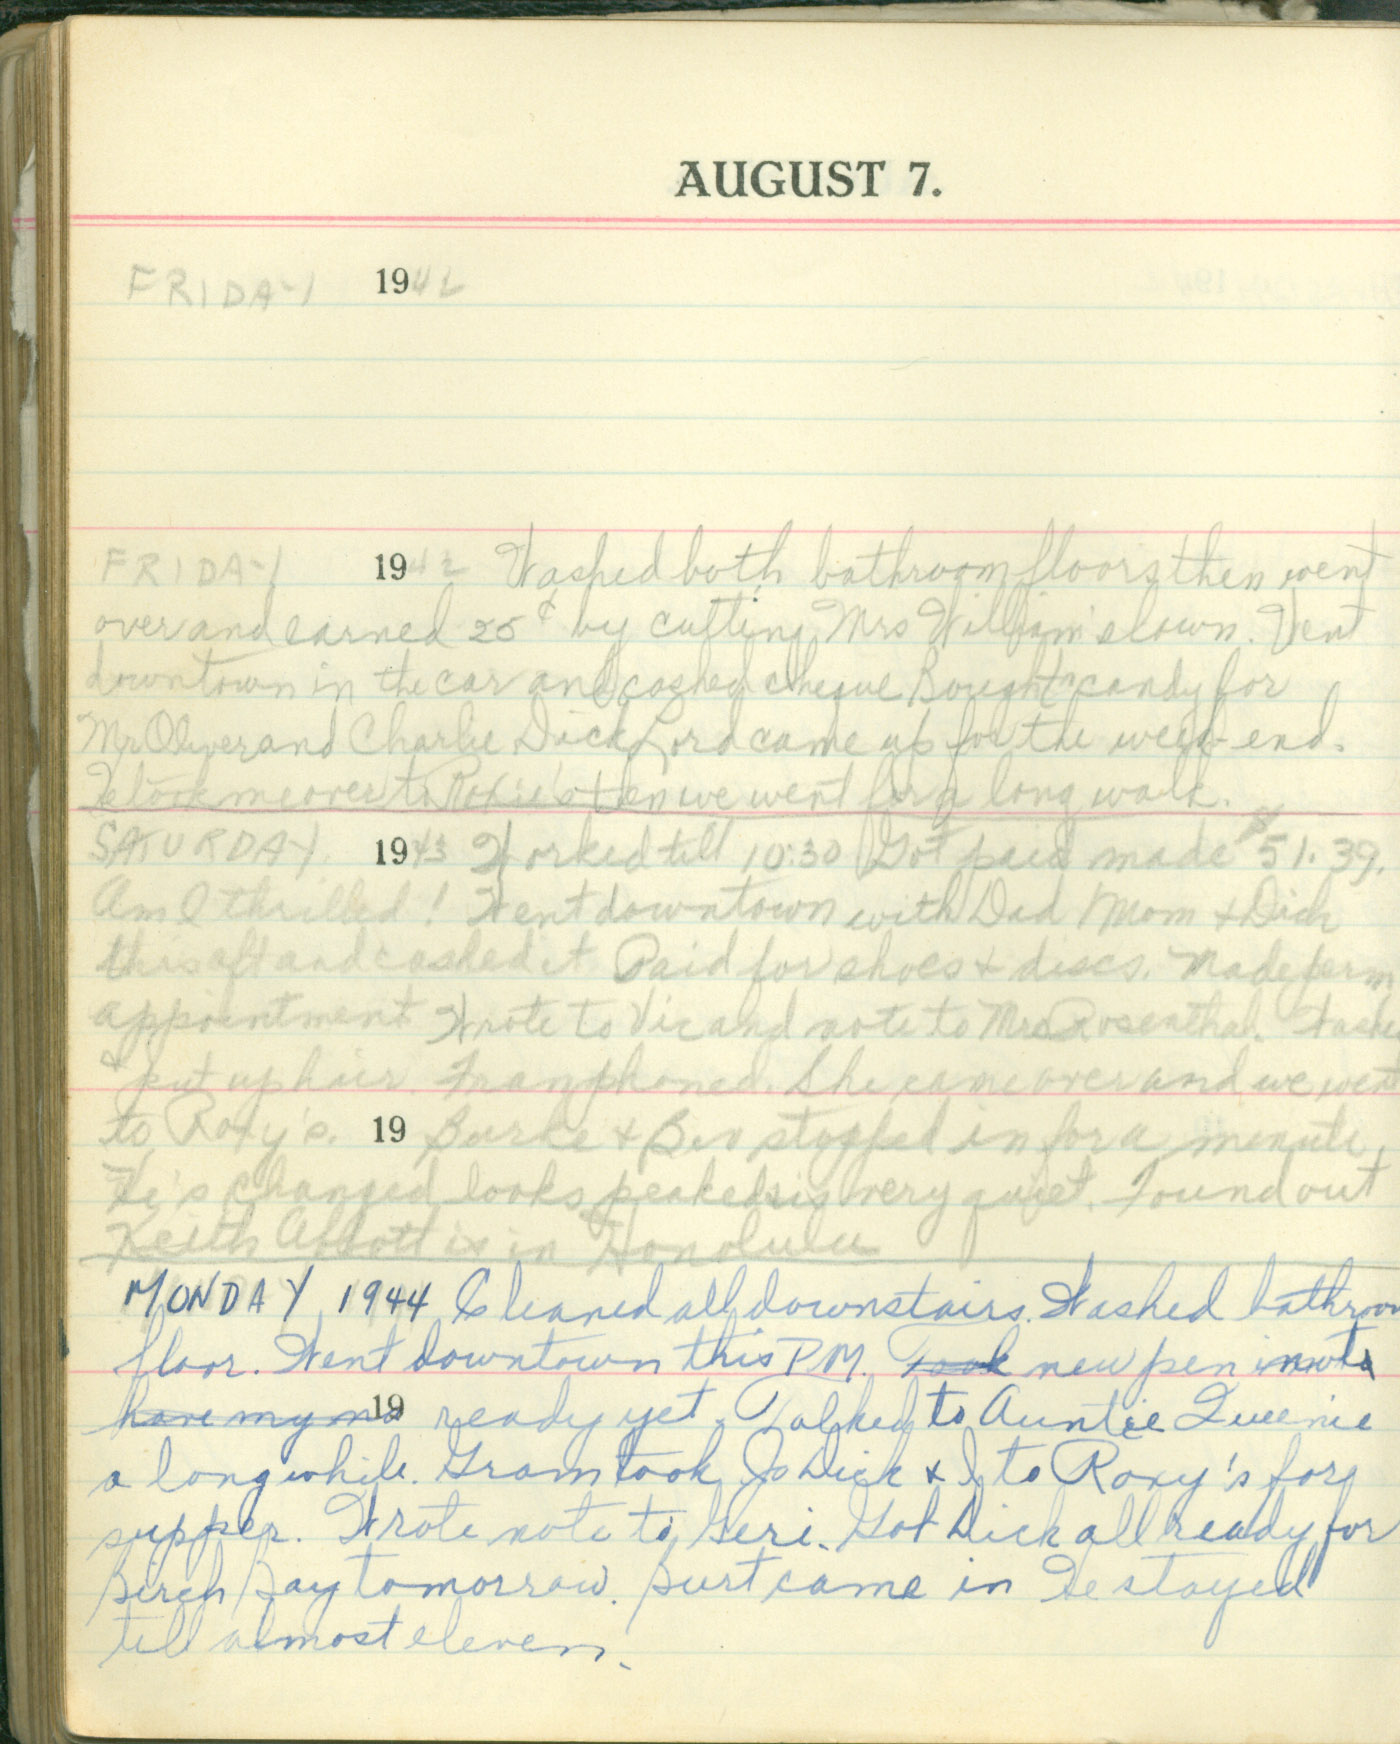 AUGUST 7.
FRIDAY 1942
FRIDAY 1942 Washed both bathroom floors then went
over and earned 25¢ by cutting Mrs William's lawn. Went
downtown in the car and cashed cheque Bought candy for
Mr Oliver and Charlie Dick Lord came up for the week-end.
He took me over to Roxie's then we went for a long walk.
SATURDAY. 1943 Worked till 10:30 Got paid made $51.39.
Am I thrilled! Went downtown with Dad Mom + Dick
this aft and cashed it Paid for shoes + discs. Made perm
appointment Wrote to Vic and note to Mrs Rosenthal. Washed
+ put up hair. Fran phoned. She came over and we went
to Roxy's. 19 Burke + Bev stopped in for a minute
He's changed looks peaked is very quiet. Found out
Keith Abbott is in Honolulu
MONDAY 1944 Cleaned all downstairs. Washed bathroom
floor. Went downtown this P.M. Took new pen
have my no 19 ready yet. Talked to Auntie Queenie
a long while. Gram took Jo Dick & I to Roxy's for
supper. Wrote note to Geri. Got Dick all ready for
Birch Bay tomorrow. Burt came in He stayed
till almost eleven.